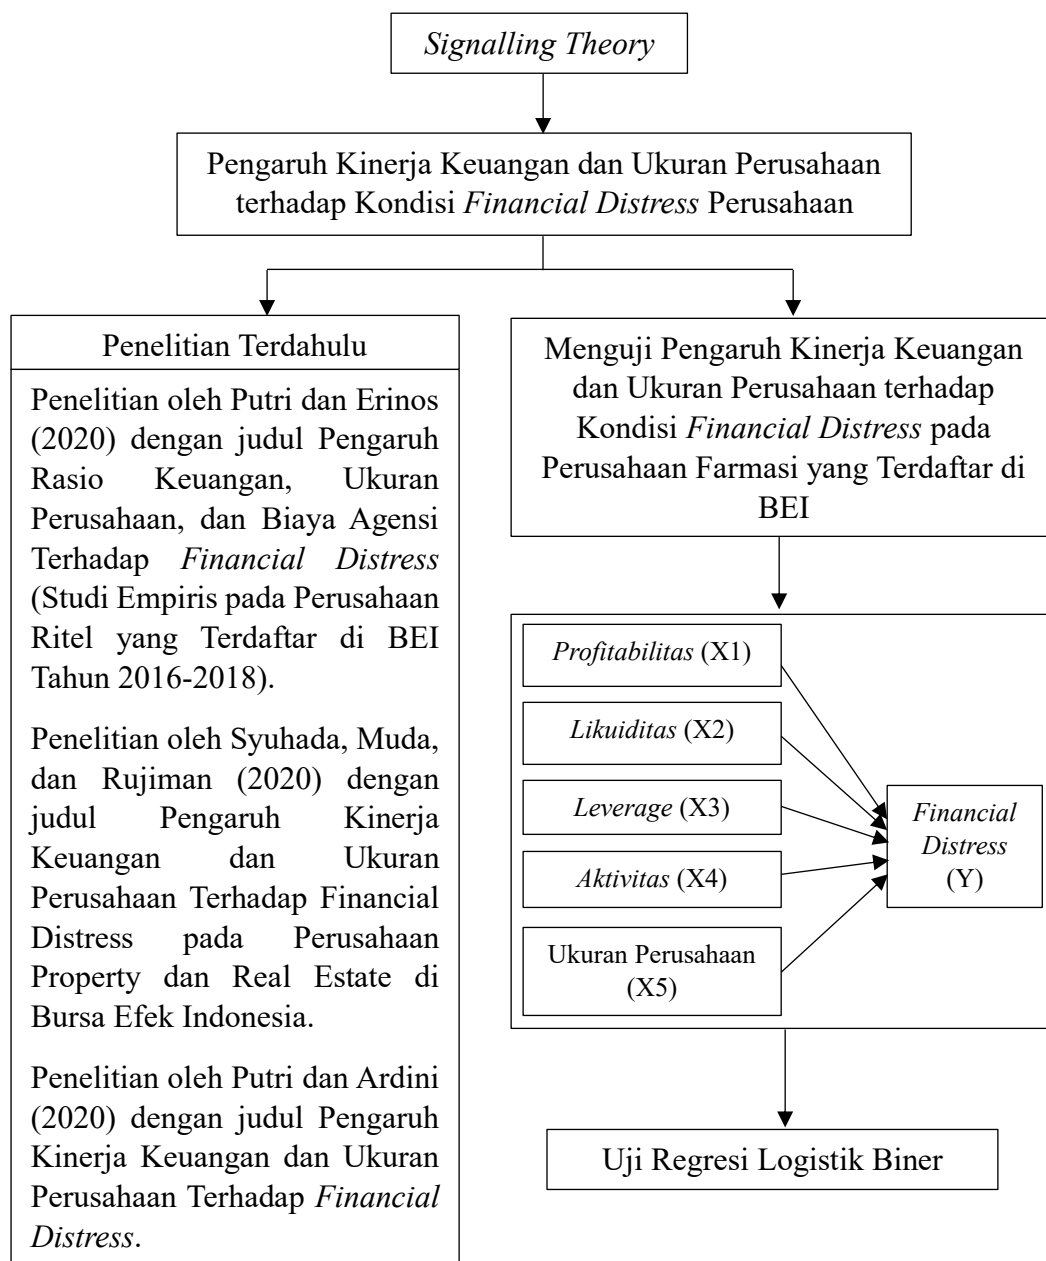 Signalling Theory
Pengaruh Kinerja Keuangan dan Ukuran Perusahaan
terhadap Kondisi Financial Distress Perusahaan
Penelitian Terdahulu
Penelitian oleh Putri dan Erinos
(2020) dengan judul Pengaruh
Rasio Keuangan, Ukuran
Perusahaan, dan Biaya Agensi
Terhadap Financial Distress
(Studi Empiris pada Perusahaan
Ritel yang Terdaftar di BEI
Tahun 2016-2018).
Penelitian oleh Syuhada, Muda,
dan Rujiman (2020) dengan
judul Pengaruh Kinerja
Keuangan dan Ukuran
Perusahaan Terhadap Financial
Distress pada Perusahaan
Property dan Real Estate di
Bursa Efek Indonesia.
Penelitian oleh Putri dan Ardini
(2020) dengan judul Pengaruh
Kinerja Keuangan dan Ukuran
Perusahaan Terhadap Financial
Distress.
Menguji Pengaruh Kinerja Keuangan
dan Ukuran Perusahaan terhadap
Kondisi Financial Distress pada
Perusahaan Farmasi yang Terdaftar di
BEI
Profitabilitas (X1)
Likuiditas (X2)
Leverage (X3)
Aktivitas (X4)
Ukuran Perusahaan
(X5)
Financial
Distress
(Y)
Uji Regresi Logistik Biner